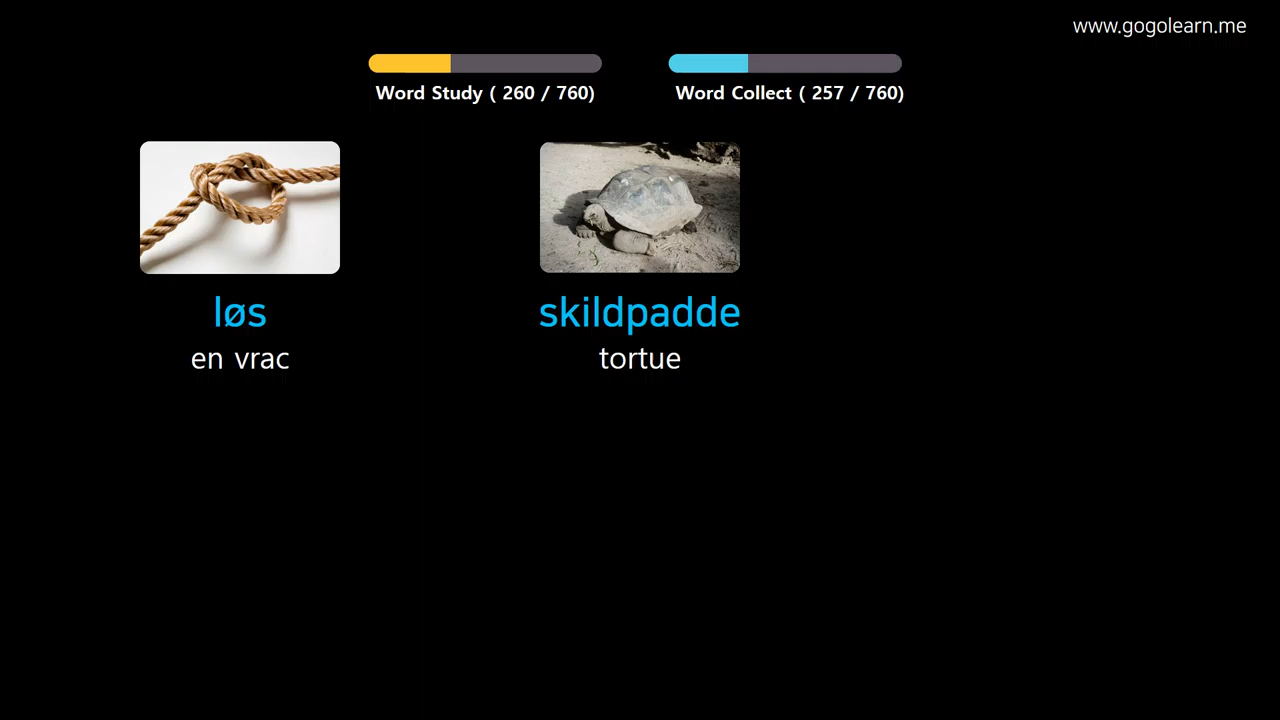 www.gogolearn.me
Word Study ( 260 / 760)
Word Collect ( 257 / 760)
løs
skildpadde
en vrac
tortue